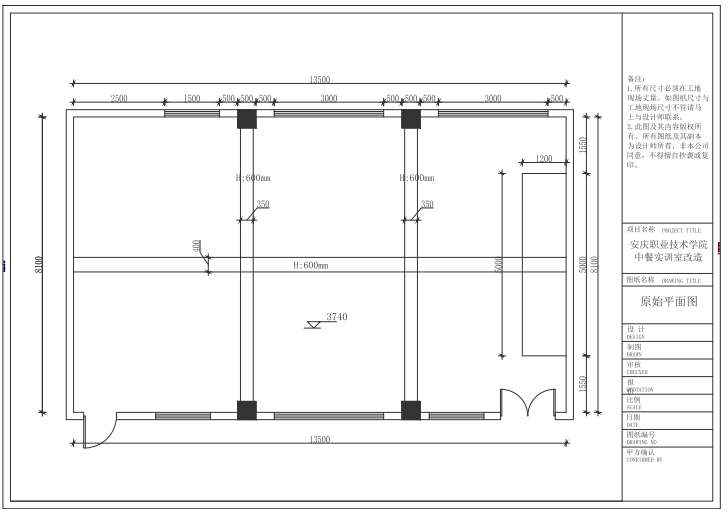 13500
2500
1500
500
500
500
3000
500
500
500
3000
500
1550
1200
H:600mm
H:600mm
350
350
400
8100
H:600mm
5000
5000
8100
3740
1550
13500
备注:
1.所有尺寸必须在工地
现场丈量。如图纸尺寸与
工地现场尺寸不符请马
上与设计师联系。
2.此图及其内容版权所
有。所有图纸及其副本
为设计师所有，非本公司
同意，不得擅自抄袭或复
印。
项目名称 PROJECT TITLE
安庆职业技术学院
中餐实训室改造
图纸名称 DRAWING TITLE
原始平面图
设 计
DESIGN
制图
DRAWN
审核
CHECKED
报
比例
SCALE
日期
DATE
图纸编号
DRAWING NO
甲方确认
CONFIRMED BY